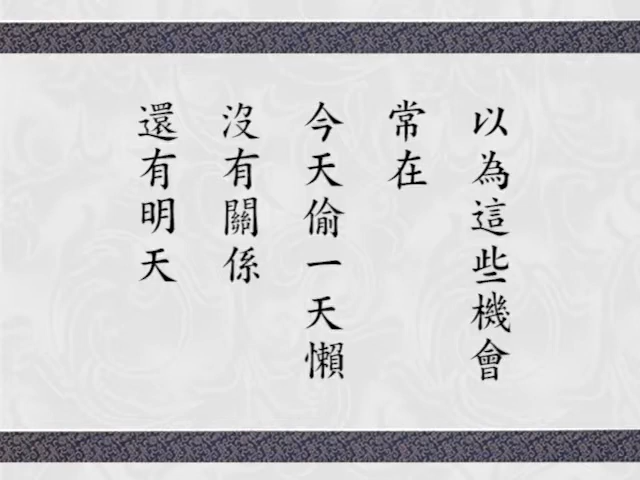 以為這些機會
常在
今天偷一天懶
沒有關係
還有明天